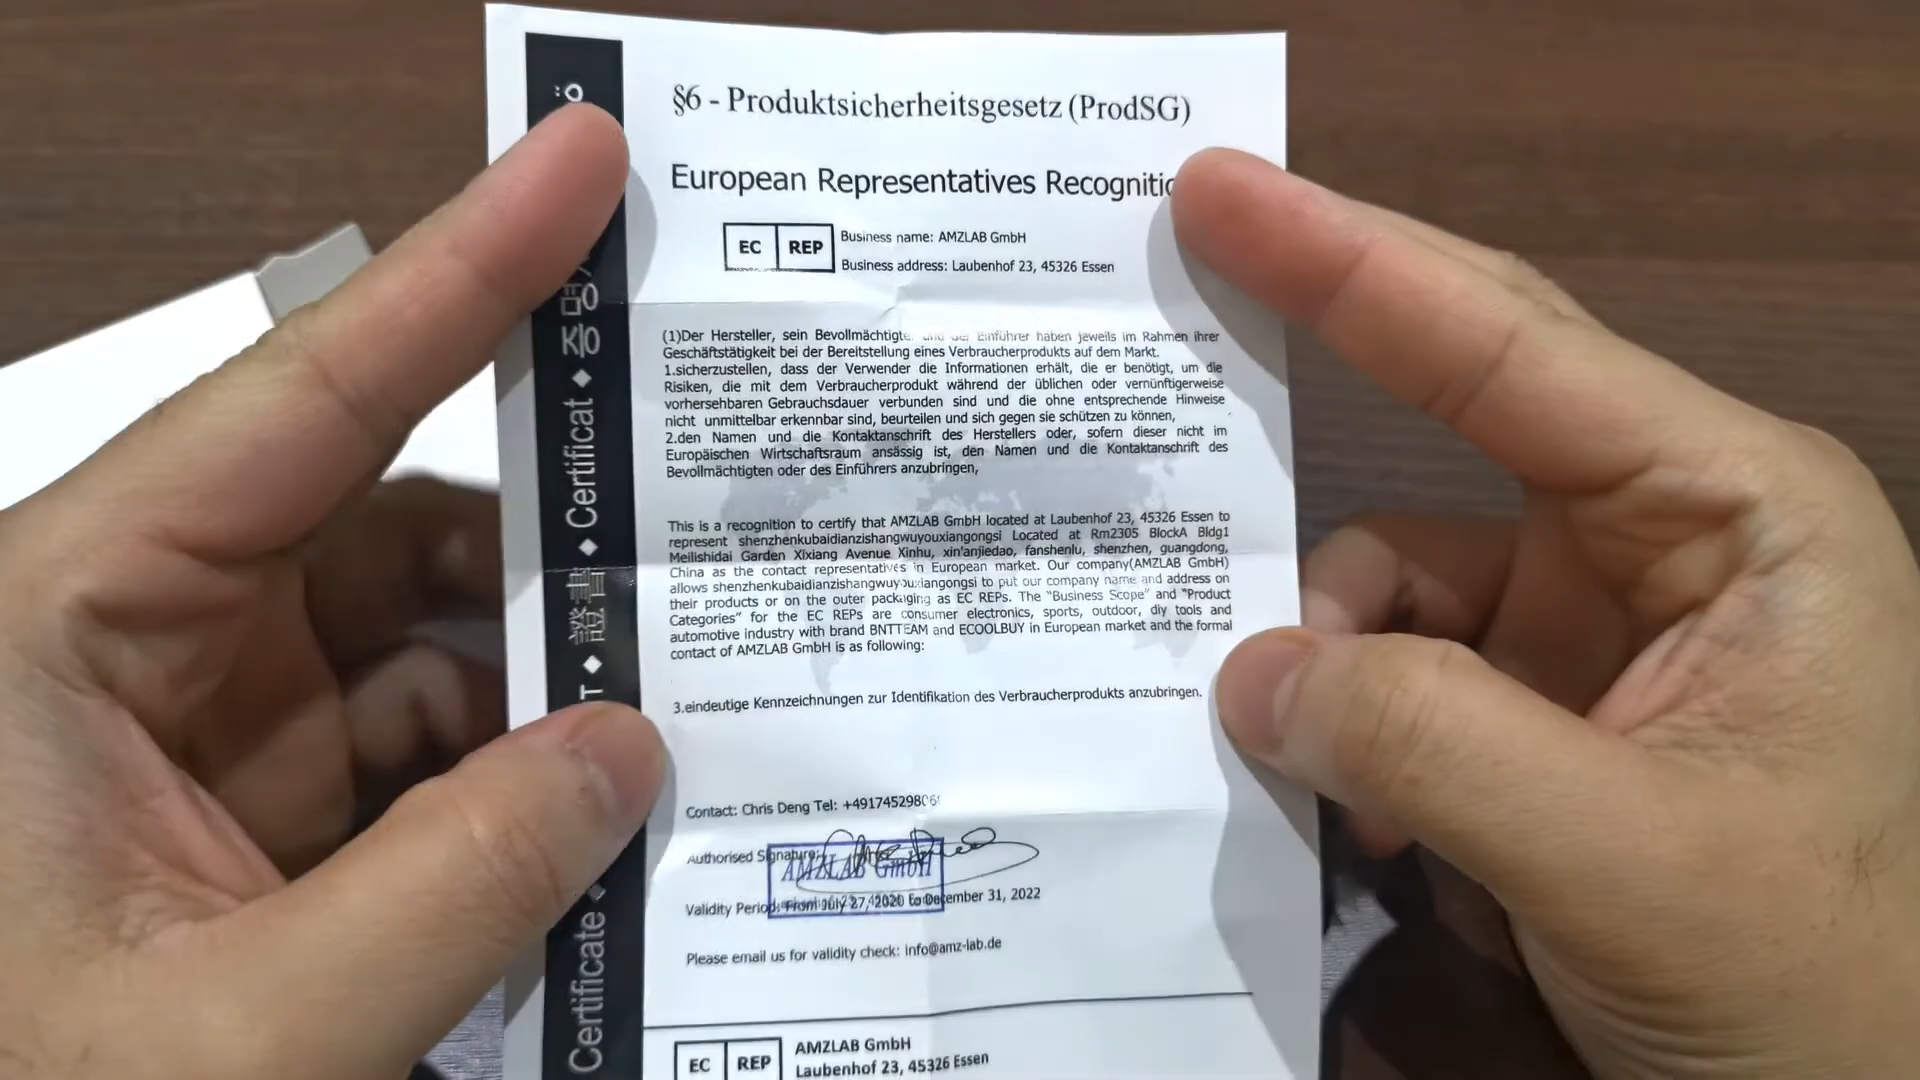 §6 - Produktsicherheitsgesetz (ProdSG)
European Representatives
EC REP
Business name: AMZLAB GmbH
Business address: Laubenhof 23, 45326 Essen
(1)Der Hersteller, sein Bevollmächtigte und der Einführer haben jeweils im Rahmen ihrer
Geschäftstätigkeit bei der Bereitstellung eines Verbraucherprodukts auf dem Markt.
1.sicherzustellen, dass der Verwender die Informationen erhält, die er benötigt, um die
Risiken, die mit dem Verbraucherprodukt während der üblichen oder vernünftigerweise
vorhersehbaren Gebrauchsdauer verbunden sind und die ohne entsprechende Hinweise
nicht unmittelbar erkennbar sind, beurteilen und sich gegen sie schützen zu können,
2.den Namen und die Kontaktanschrift des Herstellers oder, sofern dieser nicht im
Europäischen Wirtschaftsraum ansässig ist, den Namen und die Kontaktanschrift des
Bevollmächtigten oder des Einführers anzubringen,
This is a recognition to certify that AMZLAB GmbH located at Laubenhof 23, 45326 Essen to
represent shenzhenkubaidianzishangwuyouxiangongsi Located at Rm2305 BlockA Bldg1
Meilishidai Garden Xixiang Avenue Xinhu, xin'anjiedao, fanshenlu, shenzhen, guangdong,
China as the contact representatives in European market. Our company(AMZLAB GmbH)
allows shenzhenkubaidianzishangwuyouxiangongsi to put our company name and address on
their products or on the outer packaging as EC REPs. The "Business Scope" and "Product
Categories" for the EC REPs are consumer electronics, sports, outdoor, diy tools and
automotive industry with brand BNTTEAM and ECOOLBUY in European market and the formal
contact of AMZLAB GmbH is as following:
3.eindeutige Kennzeichnungen zur Identifikation des Verbraucherprodukts anzubringen.
Contact: Chris Deng Tel:
Authorised Signature:
AMZLAB GmbH
Validity Period: From July 27, 2020 to December 31, 2022
Please email us for validity check: info@amz-lab.de
EC REP
AMZLAB GmbH
Laubenhof 23, 45326 Essen
Certificate ◆
◆ 證書 ◆ Certificat ◆